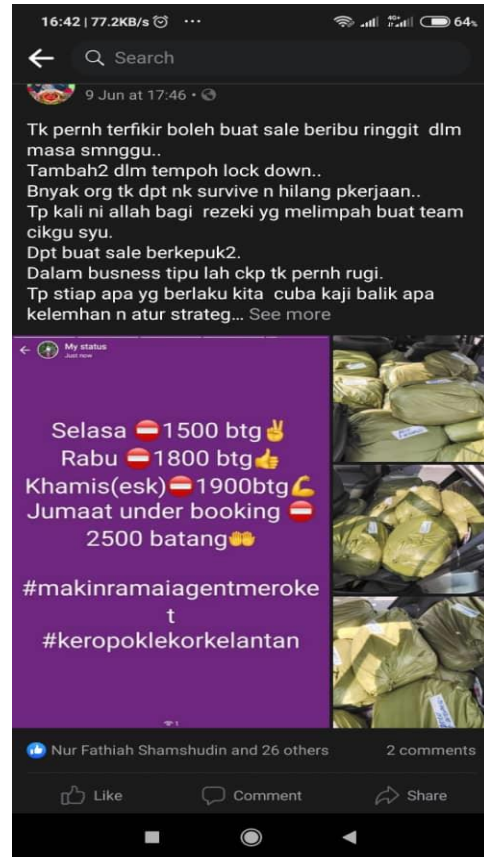 16:42 | 77.2KB/s
64%
Search
9 Jun at 17:46
Tk pernh terfikir boleh buat sale beribu ringgit dlm
masa smnggu..
Tambah2 dlm tempoh lock down..
Bnyak org tk dpt nk survive n hilang pkerjaan..
Tp kali ni allah bagi rezeki yg melimpah buat team
cikgu syu.
Dpt buat sale berkepuk2.
Dalam busness tipu lah ckp tk pernh rugi.
Tp stiap apa yg berlaku kita cuba kaji balik apa
kelemhan n atur strateg... See more
My status
Just now
Selasa ⛔1500 btg✌
Rabu ⛔1800 btg👍
Khamis(esk)⛔1900btg💪
Jumaat under booking ⛔
2500 batang🤲
#makinramaiagentmeroke
t
#keropoklekorkelantan
Nur Fathiah Shamshudin and 26 others
2 comments
Like
Comment
Share